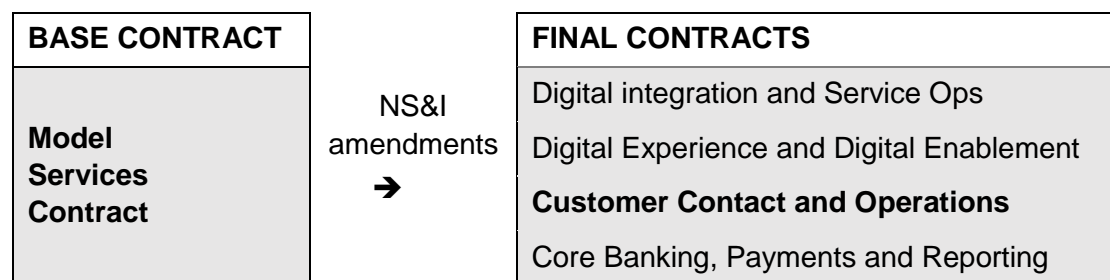 BASE CONTRACT
Model
Services
Contract
NS&I
amendments
➔
FINAL CONTRACTS
Digital integration and Service Ops
Digital Experience and Digital Enablement
Customer Contact and Operations
Core Banking, Payments and Reporting